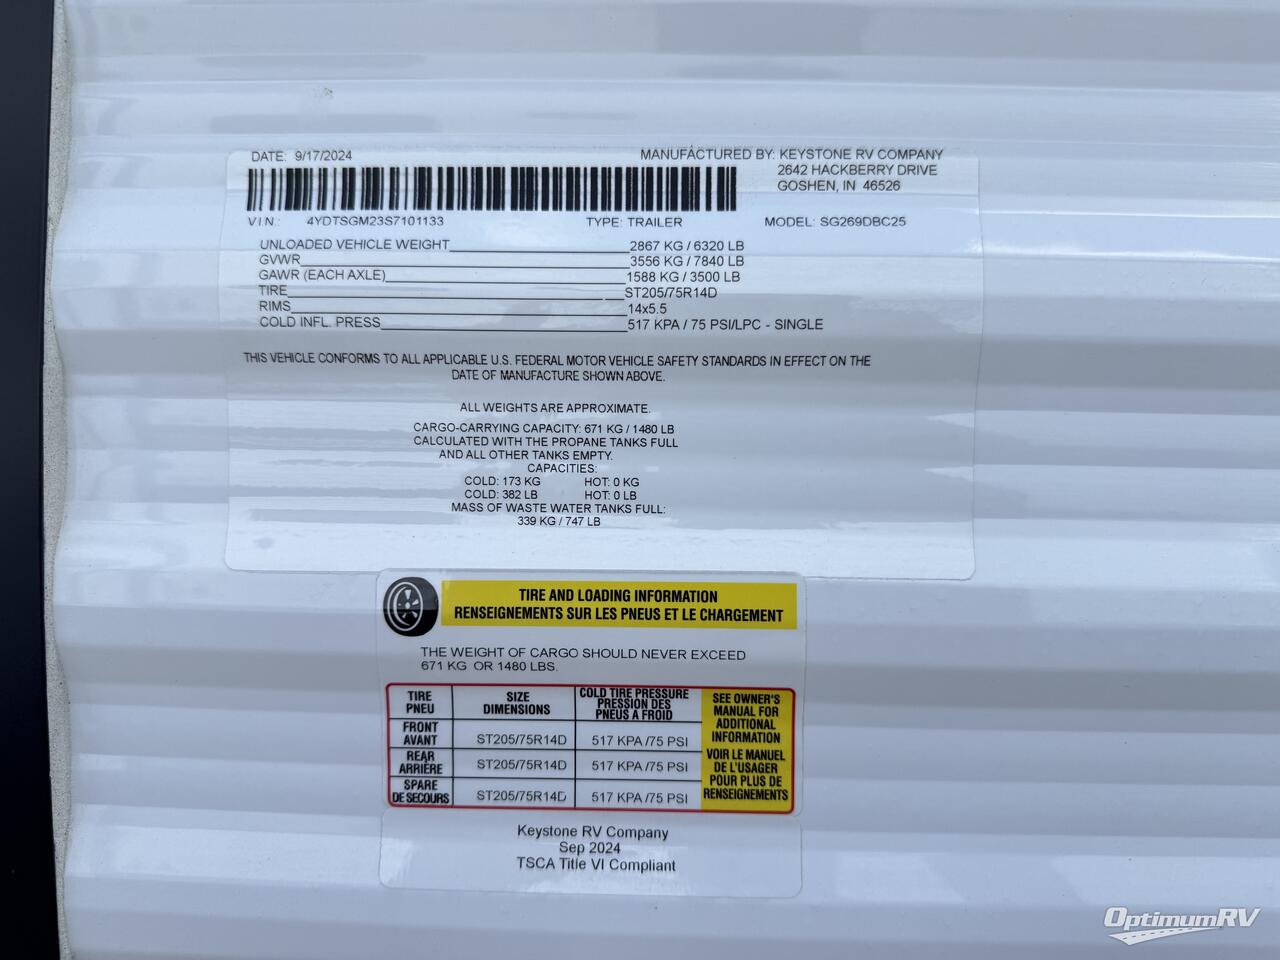 DATE: 9/17/2024
MANUFACTURED BY: KEYSTONE RV COMPANY
2642 HACKBERRY DRIVE
GOSHEN, IN 46526
V.I.N.: 4YDTSGM23S7101133 TYPE: TRAILER MODEL: SG269DBC25
UNLOADED VEHICLE WEIGHT 2867 KG / 6320 LB
GVWR 3556 KG / 7840 LB
GAWR (EACH AXLE) 1588 KG / 3500 LB
TIRE ST205/75R14D
RIMS 14x5.5
COLD INFL. PRESS 517 KPA / 75 PSI/LPC - SINGLE
THIS VEHICLE CONFORMS TO ALL APPLICABLE U.S. FEDERAL MOTOR VEHICLE SAFETY STANDARDS IN EFFECT ON THE
DATE OF MANUFACTURE SHOWN ABOVE.
ALL WEIGHTS ARE APPROXIMATE.
CARGO-CARRYING CAPACITY: 671 KG / 1480 LB
CALCULATED WITH THE PROPANE TANKS FULL
AND ALL OTHER TANKS EMPTY.
CAPACITIES:
COLD: 173 KG HOT: 0 KG
COLD: 382 LB HOT: 0 LB
MASS OF WASTE WATER TANKS FULL:
339 KG / 747 LB
TIRE AND LOADING INFORMATION
RENSEIGNEMENTS SUR LES PNEUS ET LE CHARGEMENT
THE WEIGHT OF CARGO SHOULD NEVER EXCEED
671 KG OR 1480 LBS.
TIRE
PNEU
SIZE
DIMENSIONS
COLD TIRE PRESSURE
PRESSION DES
PNEUS A FROID
FRONT
AVANT
ST205/75R14D
517 KPA /75 PSI
REAR
ARRIÈRE
ST205/75R14D
517 KPA /75 PSI
SPARE
DE SECOURS
ST205/75R14D
517 KPA /75 PSI
SEE OWNER'S
MANUAL FOR
ADDITIONAL
INFORMATION
VOIR LE MANUEL
DE L'USAGER
POUR PLUS DE
RENSEIGNEMENTS
Keystone RV Company
Sep 2024
TSCA Title VI Compliant
OptimumRV